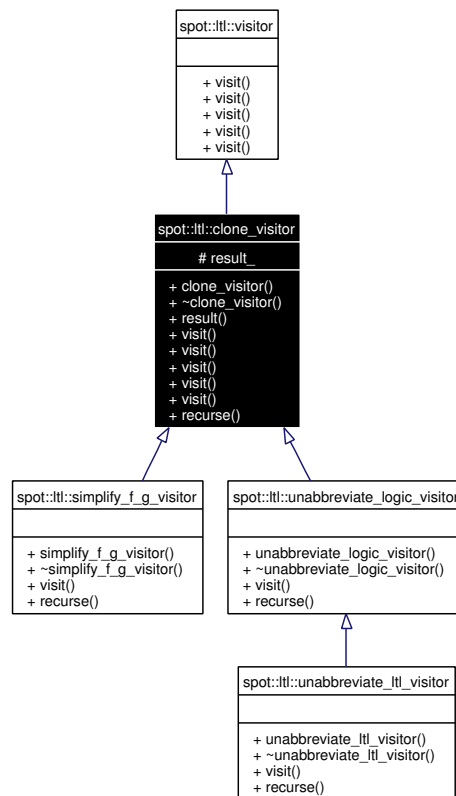 spot::ltl::visitor
+ visit()
+ visit()
+ visit()
+ visit()
+ visit()
spot::ltl::clone_visitor
# result_
+ clone_visitor()
+ ~clone_visitor()
+ result()
+ visit()
+ visit()
+ visit()
+ visit()
+ visit()
+ recurse()
spot::ltl::simplify_f_g_visitor
+ simplify_f_g_visitor()
+ ~simplify_f_g_visitor()
+ visit()
+ recurse()
spot::ltl::unabbreviate_logic_visitor
+ unabbreviate_logic_visitor()
+ ~unabbreviate_logic_visitor()
+ visit()
+ recurse()
spot::ltl::unabbreviate_ltl_visitor
+ unabbreviate_ltl_visitor()
+ ~unabbreviate_ltl_visitor()
+ visit()
+ recurse()